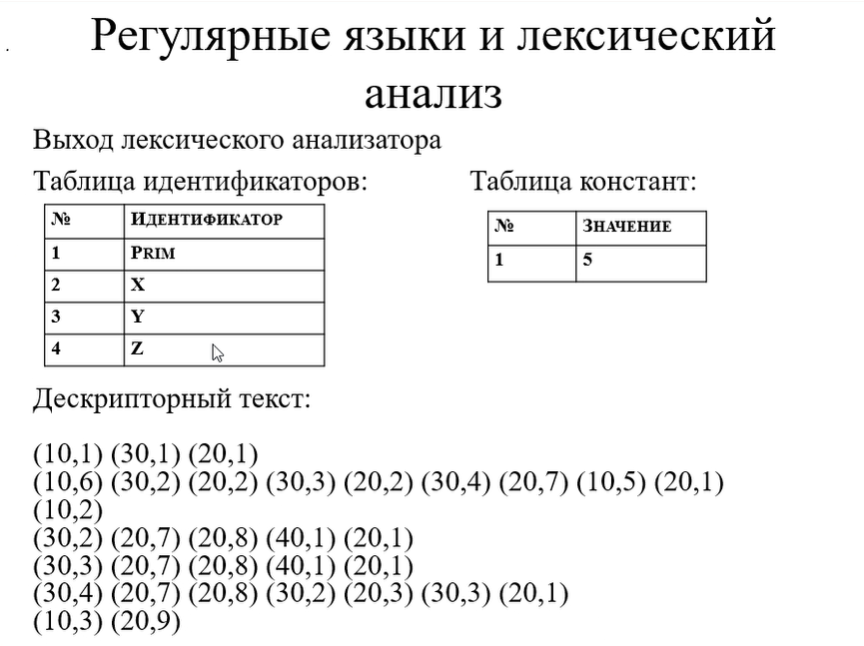 Регулярные языки и лексический
анализ
Выход лексического анализатора
Таблица идентификаторов:
Таблица констант:
№ Идентификатор
1 Prim
2 X
3 Y
4 Z
№ Значение
1 5
Дескрипторный текст:
(10,1) (30,1) (20,1)
(10,6) (30,2) (20,2) (30,3) (20,2) (30,4) (20,7) (10,5) (20,1)
(10,2)
(30,2) (20,7) (20,8) (40,1) (20,1)
(30,3) (20,7) (20,8) (40,1) (20,1)
(30,4) (20,7) (20,8) (30,2) (20,3) (30,3) (20,1)
(10,3) (20,9)